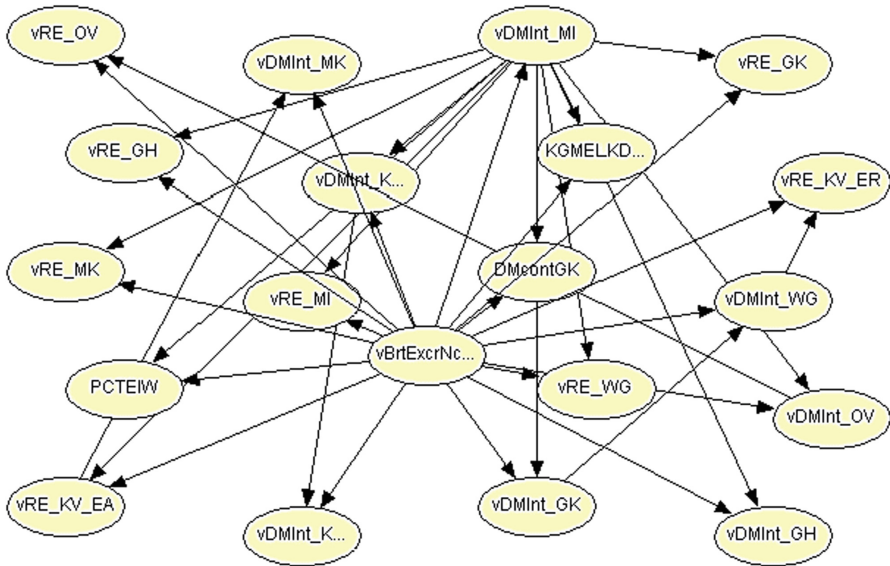 vRE_OV
vDMInt_MK
vDMInt_MI
vRE_GK
vRE_GH
vDMInt_K...
KGMELKD...
vRE_KV_ER
vRE_MK
vRE_MI
DMcontGK
vDMInt_WG
vBrtExcrNc...
PCTEIW
vRE_WG
vDMInt_OV
vRE_KV_EA
vDMInt_K...
vDMInt_GK
vDMInt_GH